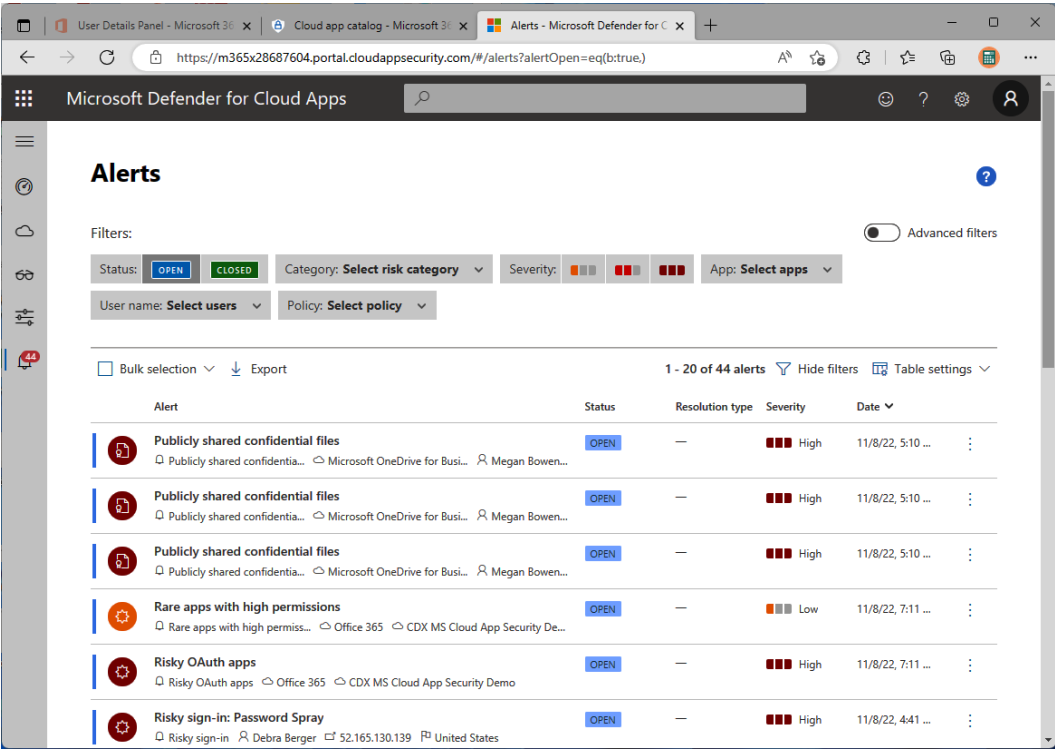 User Details Panel - Microsoft 36
Cloud app catalog - Microsoft 36
Alerts - Microsoft Defender for C
https://m365x28687604.portal.cloudappsecurity.com/#/alerts?alertOpen=eq(b:true,)
Microsoft Defender for Cloud Apps
44
Alerts
Filters:
Advanced filters
Status: OPEN CLOSED Category: Select risk category Severity: App: Select apps
User name: Select users Policy: Select policy
Bulk selection Export 1 - 20 of 44 alerts Hide filters Table settings
Alert Status Resolution type Severity Date
Publicly shared confidential files OPEN — High 11/8/22, 5:10 ...
Publicly shared confidentia... Microsoft OneDrive for Busi... Megan Bowen...
Publicly shared confidential files OPEN — High 11/8/22, 5:10 ...
Publicly shared confidentia... Microsoft OneDrive for Busi... Megan Bowen...
Publicly shared confidential files OPEN — High 11/8/22, 5:10 ...
Publicly shared confidentia... Microsoft OneDrive for Busi... Megan Bowen...
Rare apps with high permissions OPEN — Low 11/8/22, 7:11 ...
Rare apps with high permiss... Office 365 CDX MS Cloud App Security De...
Risky OAuth apps OPEN — High 11/8/22, 7:11 ...
Risky OAuth apps Office 365 CDX MS Cloud App Security Demo
Risky sign-in: Password Spray OPEN — High 11/8/22, 4:41 ...
Risky sign-in Debra Berger 52.165.130.139 United States